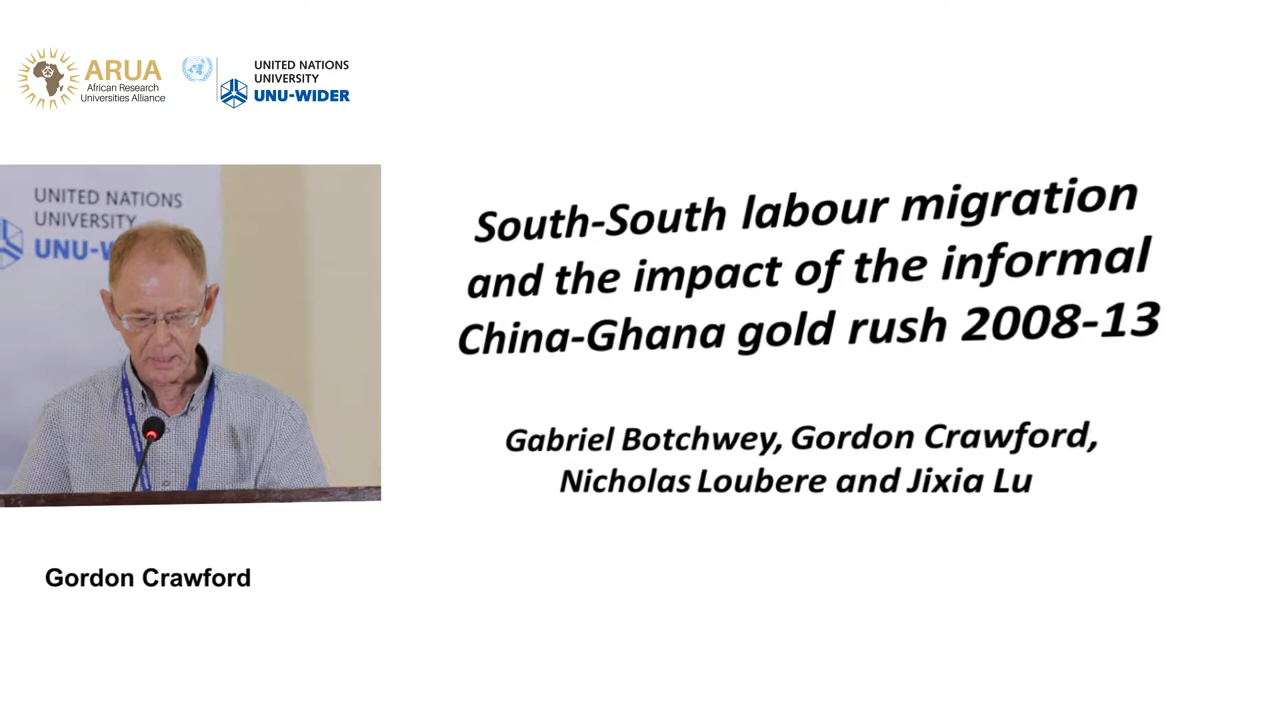 ARUA
African Research
Universities Alliance
UNITED NATIONS
UNIVERSITY
UNU-WIDER
UNITED NATIONS
UNIVERSITY
UNU-W
South-South labour migration
and the impact of the informal
China-Ghana gold rush 2008-13
Gabriel Botchwey, Gordon Crawford,
Nicholas Loubere and Jixia Lu
Gordon Crawford